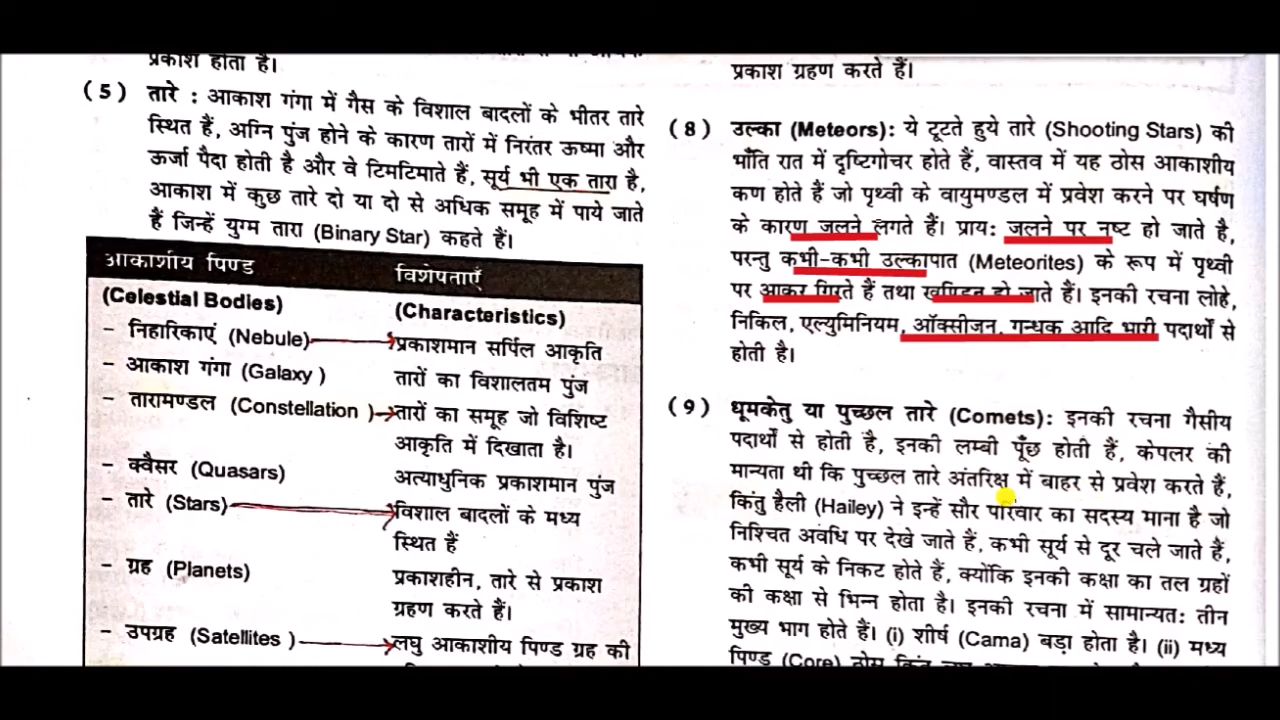 प्रकाश होता है।
(5) तारे : आकाश गंगा में गैस के विशाल बादलों के भीतर तारे
स्थित हैं, अग्नि पुंज होने के कारण तारों में निरंतर ऊष्मा और
ऊर्जा पैदा होती है और वे टिमटिमाते हैं, सूर्य भी एक तारा है,
आकाश में कुछ तारे दो या दो से अधिक समूह में पाये जाते
हैं जिन्हें युग्म तारा (Binary Star) कहते हैं।
आकाशीय पिण्ड विशेषताएँ
(Celestial Bodies) (Characteristics)
- निहारिकाएं (Nebule) प्रकाशमान सर्पिल आकृति
- आकाश गंगा (Galaxy ) तारों का विशालतम पुंज
- तारामण्डल (Constellation ) तारों का समूह जो विशिष्ट
आकृति में दिखाता है।
- क्वैसर (Quasars) अत्याधुनिक प्रकाशमान पुंज
- तारे (Stars) विशाल बादलों के मध्य
स्थित हैं
- ग्रह (Planets) प्रकाशहीन, तारे से प्रकाश
ग्रहण करते हैं।
- उपग्रह (Satellites ) लघु आकाशीय पिण्ड ग्रह की
प्रकाश ग्रहण करते हैं।
(8) उल्का (Meteors): ये टूटते हुये तारे (Shooting Stars) की
भाँति रात में दृष्टिगोचर होते हैं, वास्तव में यह ठोस आकाशीय
कण होते हैं जो पृथ्वी के वायुमण्डल में प्रवेश करने पर घर्षण
के कारण जलने लगते हैं। प्राय: जलने पर नष्ट हो जाते है,
परन्तु कभी-कभी उल्कापात (Meteorites) के रूप में पृथ्वी
पर आकर गिरते हैं तथा खण्डित हो जाते हैं। इनकी रचना लोहे,
निकिल, एल्युमिनियम, ऑक्सीजन, गन्धक आदि भारी पदार्थों से
होती है।
(9) धूमकेतु या पुच्छल तारे (Comets): इनकी रचना गैसीय
पदार्थों से होती है, इनकी लम्बी पूँछ होती हैं, केपलर की
मान्यता थी कि पुच्छल तारे अंतरिक्ष में बाहर से प्रवेश करते हैं,
किंतु हैली (Hailey) ने इन्हें सौर परिवार का सदस्य माना है जो
निश्चित अवधि पर देखे जाते हैं, कभी सूर्य से दूर चले जाते हैं,
कभी सूर्य के निकट होते हैं, क्योंकि इनकी कक्षा का तल ग्रहों
की कक्षा से भिन्न होता है। इनकी रचना में सामान्यत: तीन
मुख्य भाग होते हैं। (i) शीर्ष (Cama) बड़ा होता है। (ii) मध्य
पिण्ड (Core) ठोस